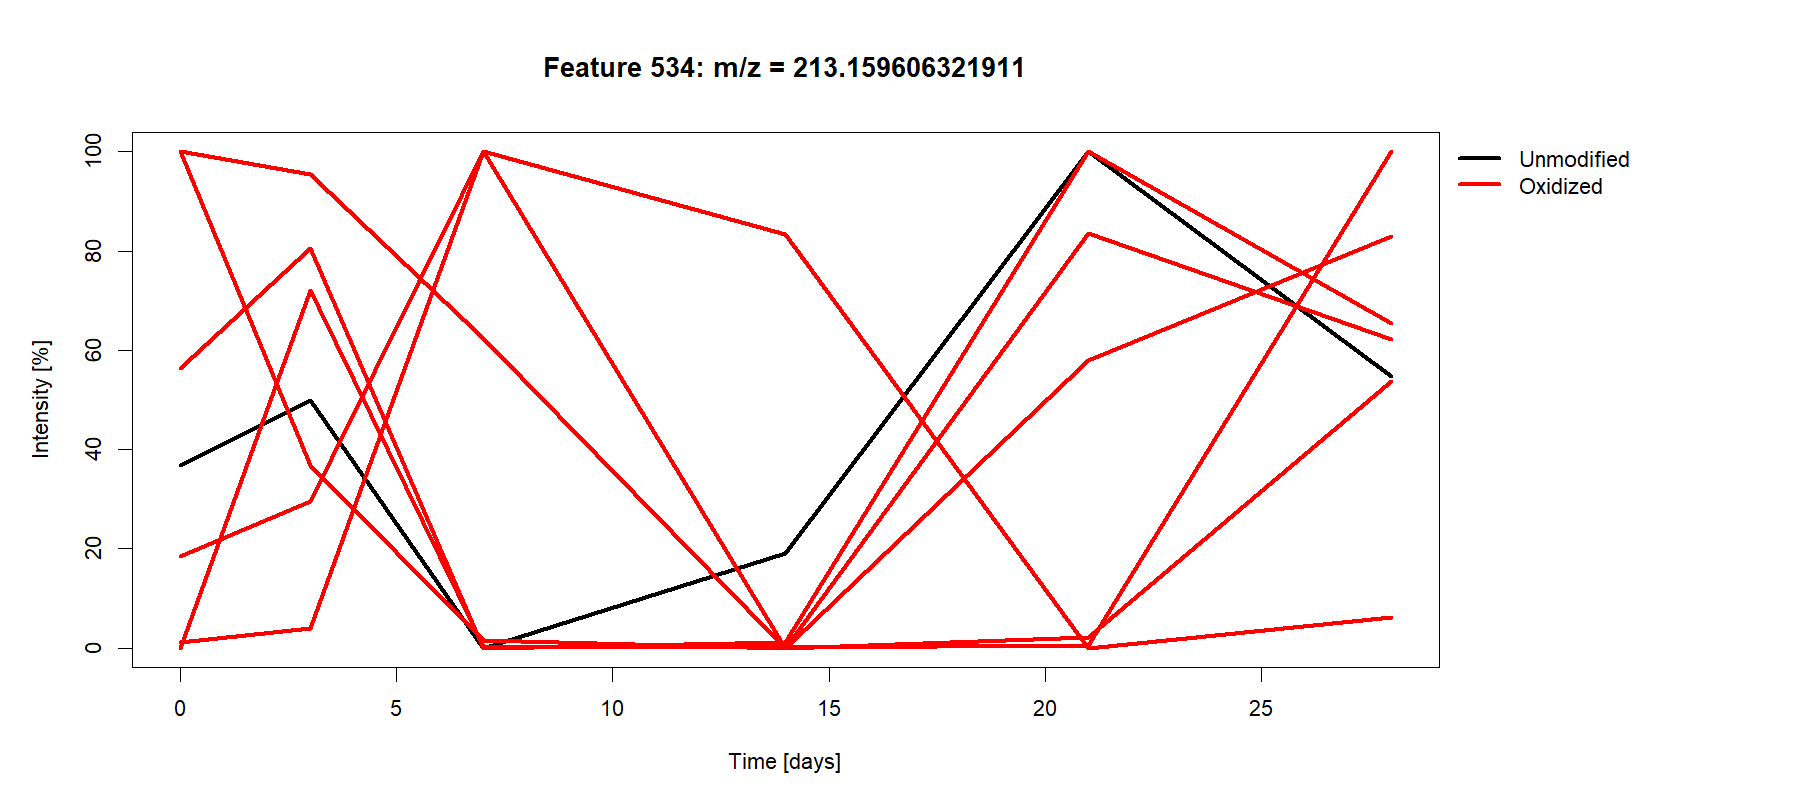 Feature 534: m/z = 213.159606321911
Unmodified
Oxidized
Intensity [%]
100
80
60
40
20
0
0 5 10 15 20 25
Time [days]